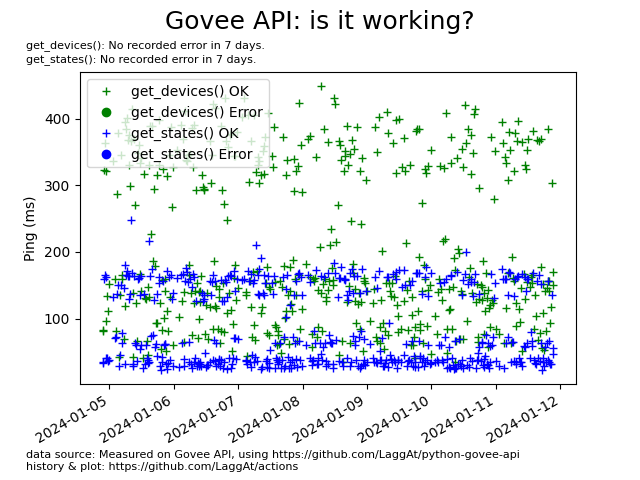 Govee API: is it working?
get_devices(): No recorded error in 7 days.
get_states(): No recorded error in 7 days.
get_devices() OK
get_devices() Error
get_states() OK
get_states() Error
400
300
200
100
Ping (ms)
2024-01-05
2024-01-06
2024-01-07
2024-01-08
2024-01-09
2024-01-10
2024-01-11
2024-01-12
data source: Measured on Govee API, using https://github.com/LaggAt/python-govee-api
history & plot: https://github.com/LaggAt/actions